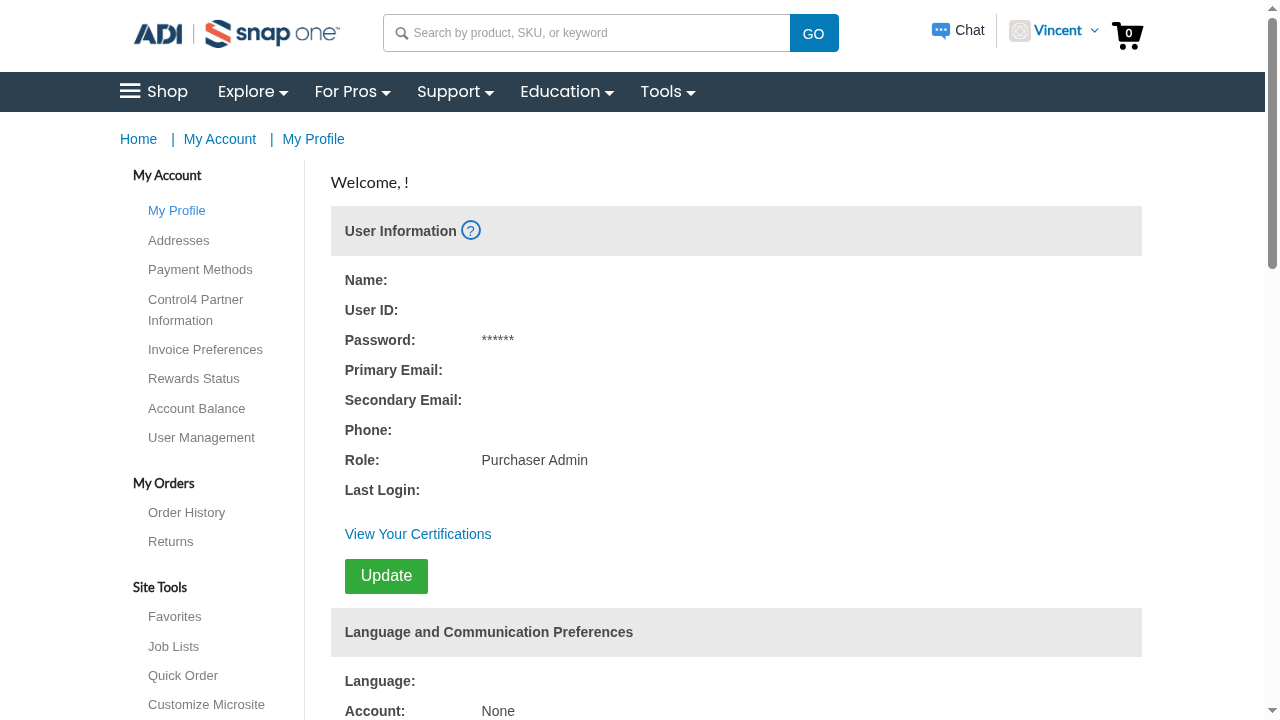 ADI | snap one™
Search by product, SKU, or keyword
GO
Chat
Vincent
0
Shop
Explore
For Pros
Support
Education
Tools
Home | My Account | My Profile
My Account
My Profile
Addresses
Payment Methods
Control4 Partner
Information
Invoice Preferences
Rewards Status
Account Balance
User Management
My Orders
Order History
Returns
Site Tools
Favorites
Job Lists
Quick Order
Customize Microsite
Welcome, !
User Information ?
Name:
User ID:
Password: ******
Primary Email:
Secondary Email:
Phone:
Role: Purchaser Admin
Last Login:
View Your Certifications
Update
Language and Communication Preferences
Language:
Account: None